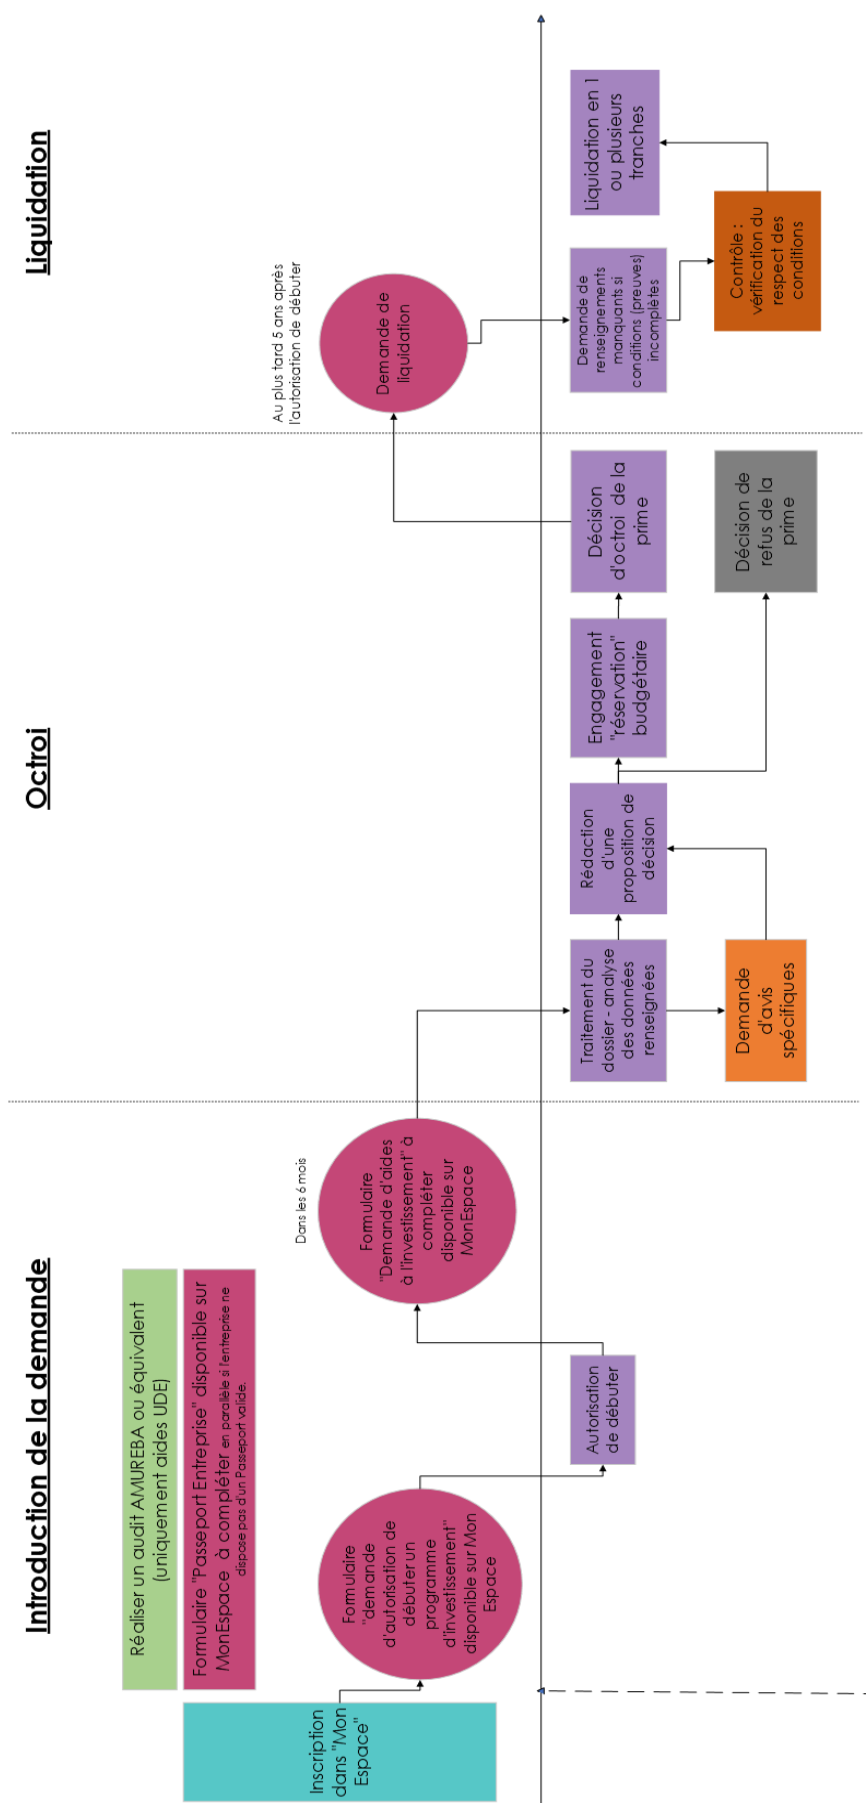 Introduction de la demande
Réaliser un audit AMUREBA ou équivalent
(uniquement aides UDE)
Formulaire "Passeport Entreprise" disponible sur
MonEspace à compléter en parallèle si l'entreprise ne
dispose pas d'un Passeport valide.
Inscription
dans "Mon
Espace"
Formulaire
"demande
d'autorisation de
débuter un
programme
d'investissement"
disponible sur Mon
Espace
Autorisation
de débuter
Dans les 6 mois
Formulaire
"Demande d'aides
à l'investissement" à
compléter
disponible sur
MonEspace
Octroi
Traitement du
dossier - analyse
des données
renseignées
Demande
d'avis
spécifiques
Rédaction
d'une
proposition de
décision
Engagement
"réservation"
budgétaire
Décision
d'octroi de la
prime
Décision de
refus de la
prime
Liquidation
Au plus tard 5 ans après
l'autorisation de débuter
Demande de
liquidation
Demande de
renseignements
manquants si
conditions (preuves)
incomplètes
Contrôle :
vérification du
respect des
conditions
Liquidation en 1
ou plusieurs
tranches